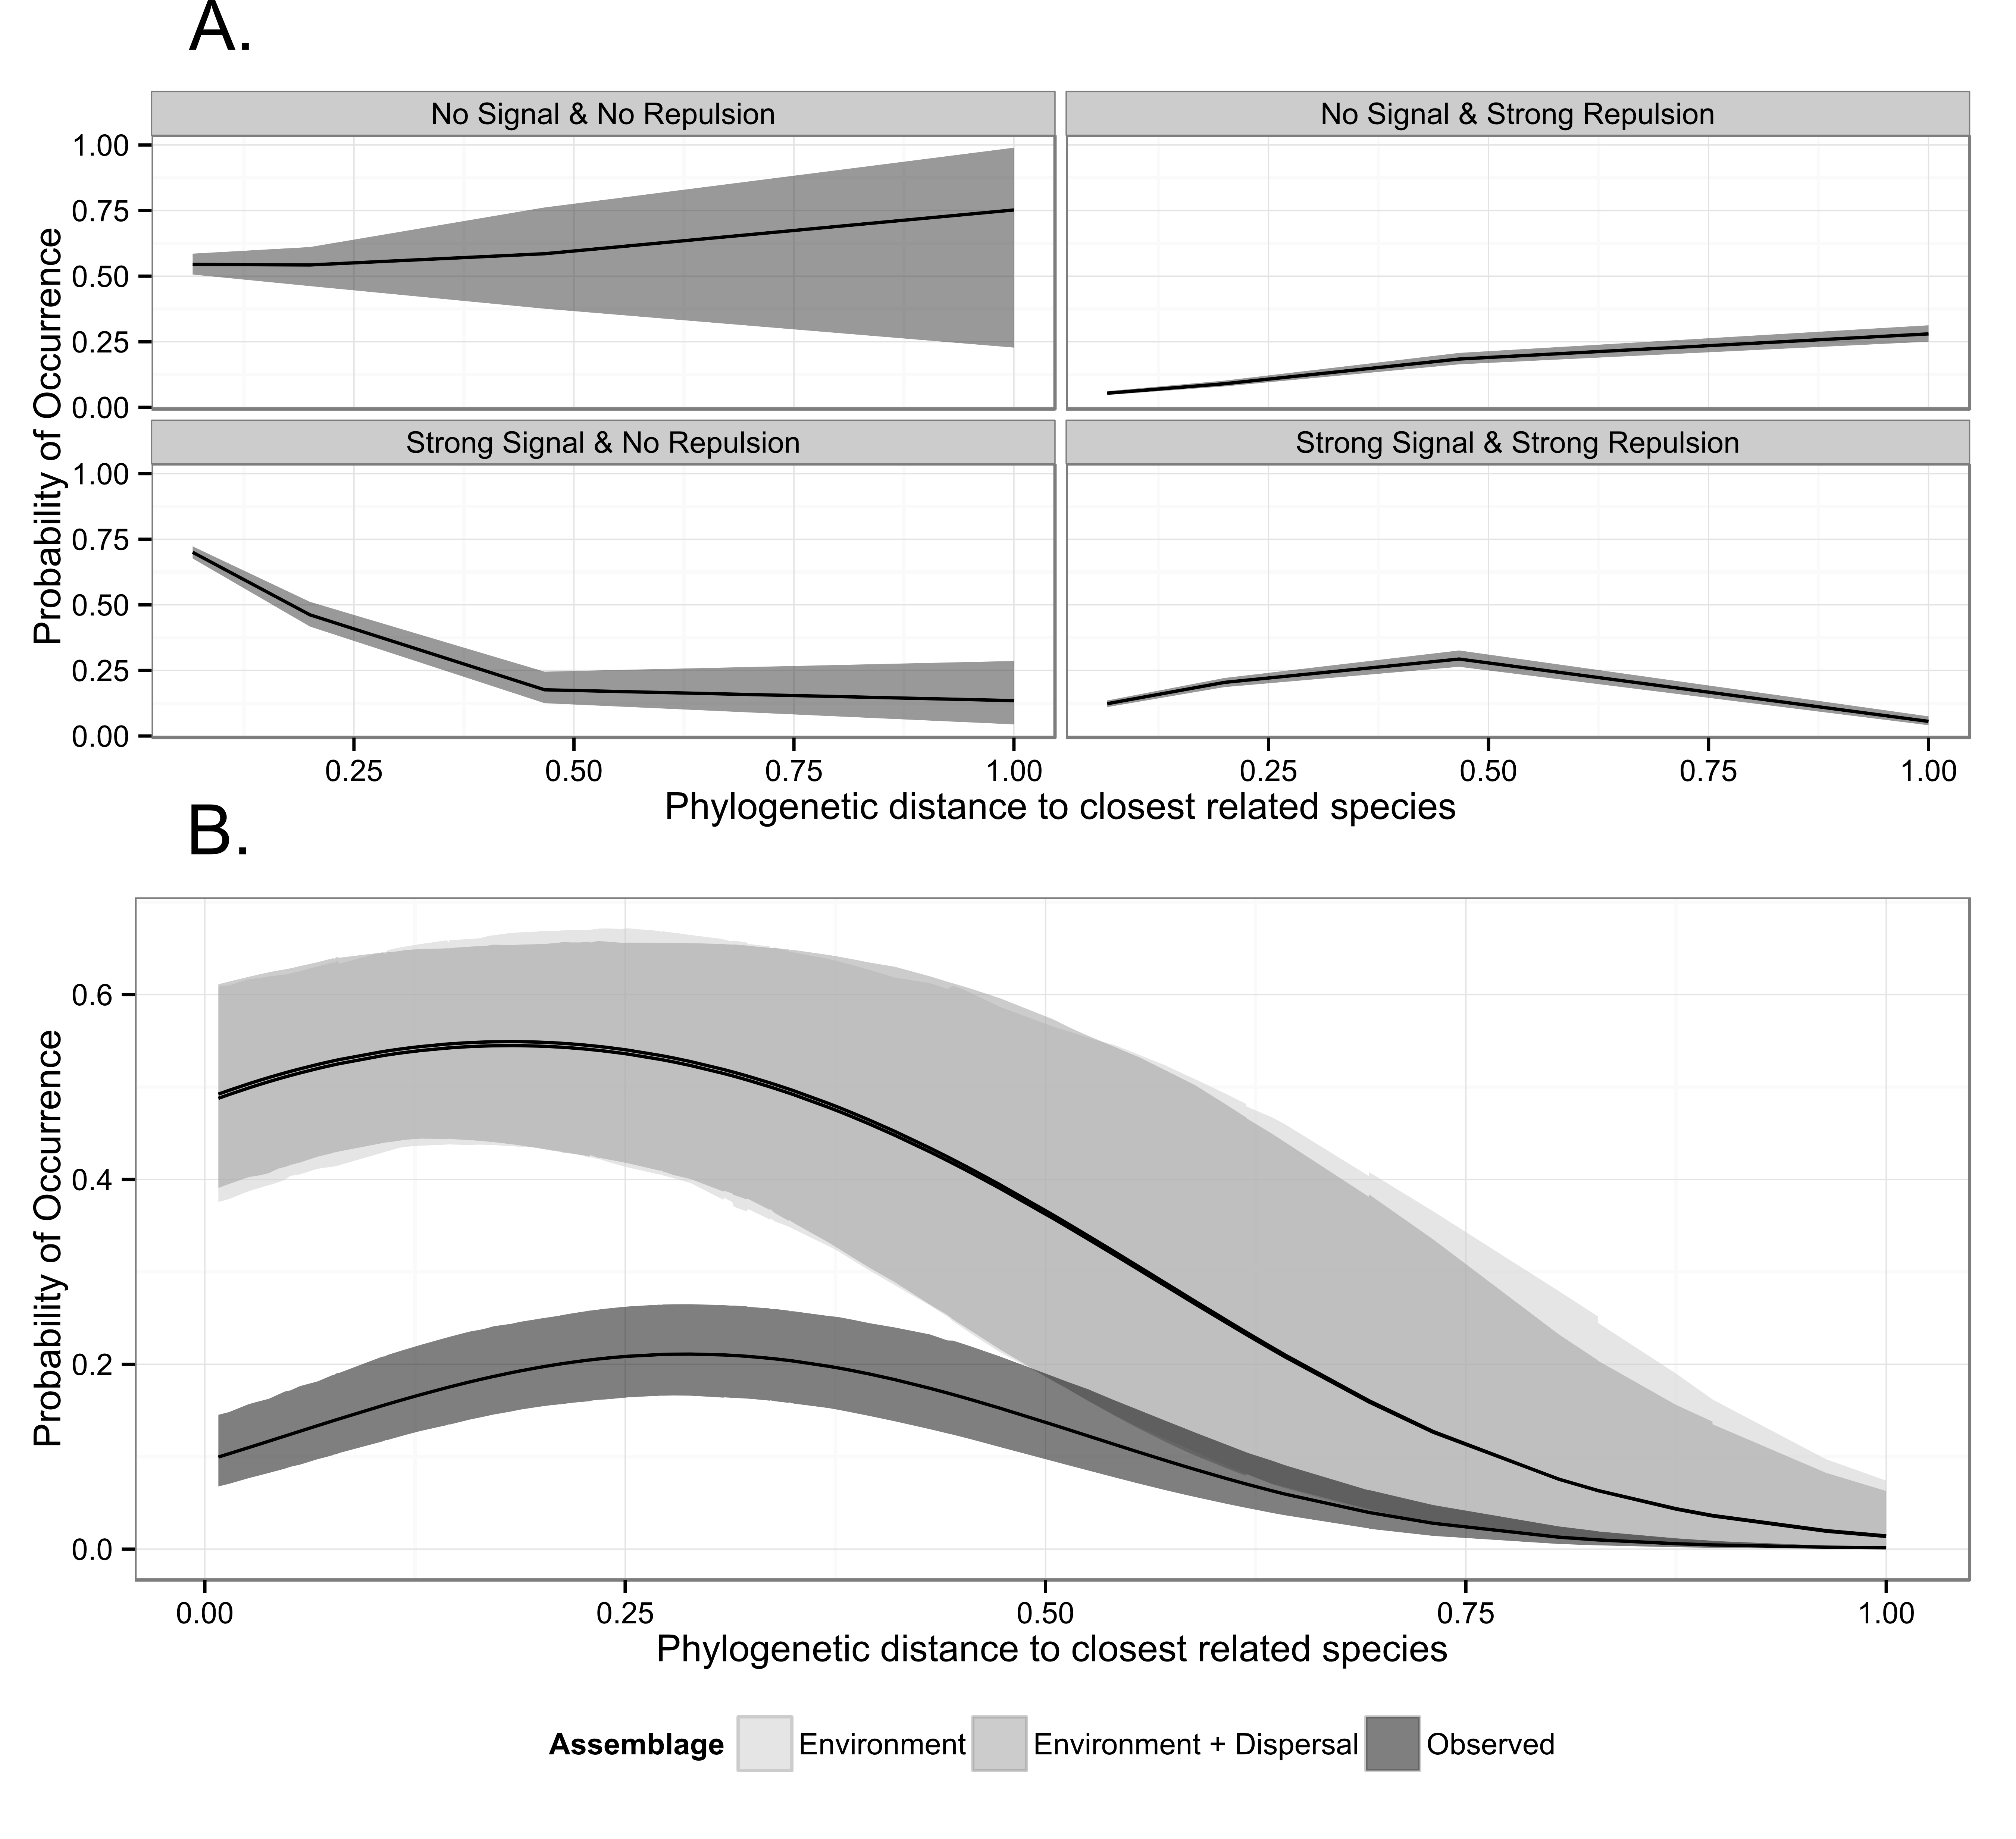 A.
No Signal & No Repulsion
No Signal & Strong Repulsion
1.00
0.75
0.50
0.25
0.00
Strong Signal & No Repulsion
Strong Signal & Strong Repulsion
1.00
0.75
0.50
0.25
0.00
Probability of Occurrence
0.25 0.50 0.75 1.00 0.25 0.50 0.75 1.00
Phylogenetic distance to closest related species
B.
0.6
0.4
0.2
0.0
Probability of Occurrence
0.00 0.25 0.50 0.75 1.00
Phylogenetic distance to closest related species
Assemblage Environment Environment + Dispersal Observed